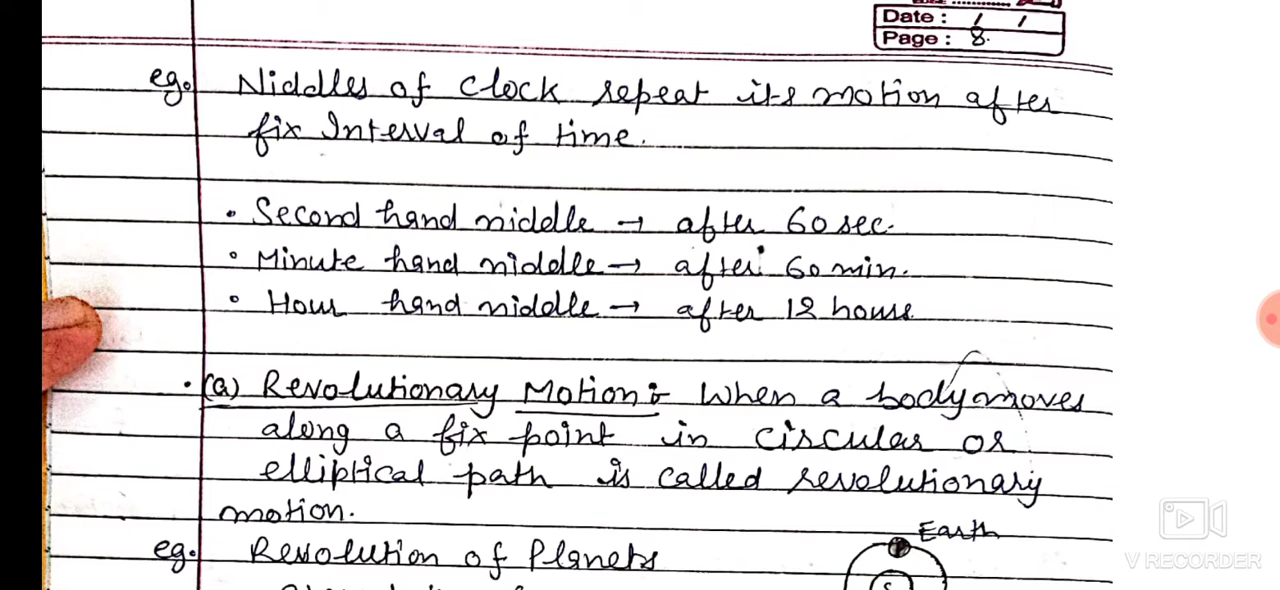 Date : / /
Page : 8.
eg. Niddles of clock repeat its motion after
fix Interval of time.
• Second hand niddle → after 60 sec.
• Minute hand niddle → after 60 min.
• Hour hand niddle → after 12 hours
• (a) Revolutionary Motion :- When a body moves
along a fix point in circular or
elliptical path is called revolutionary
motion.
Earth
eg. Revolution of Planets
S
V RECORDER